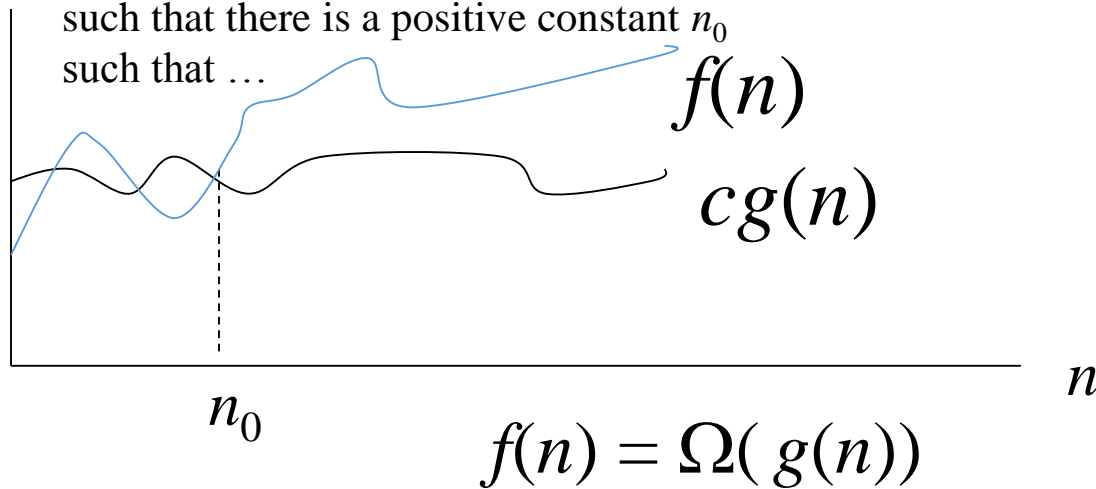 such that there is a positive constant n₀
such that …
f(n)
cg(n)
n
n₀
f(n) = Ω( g(n))